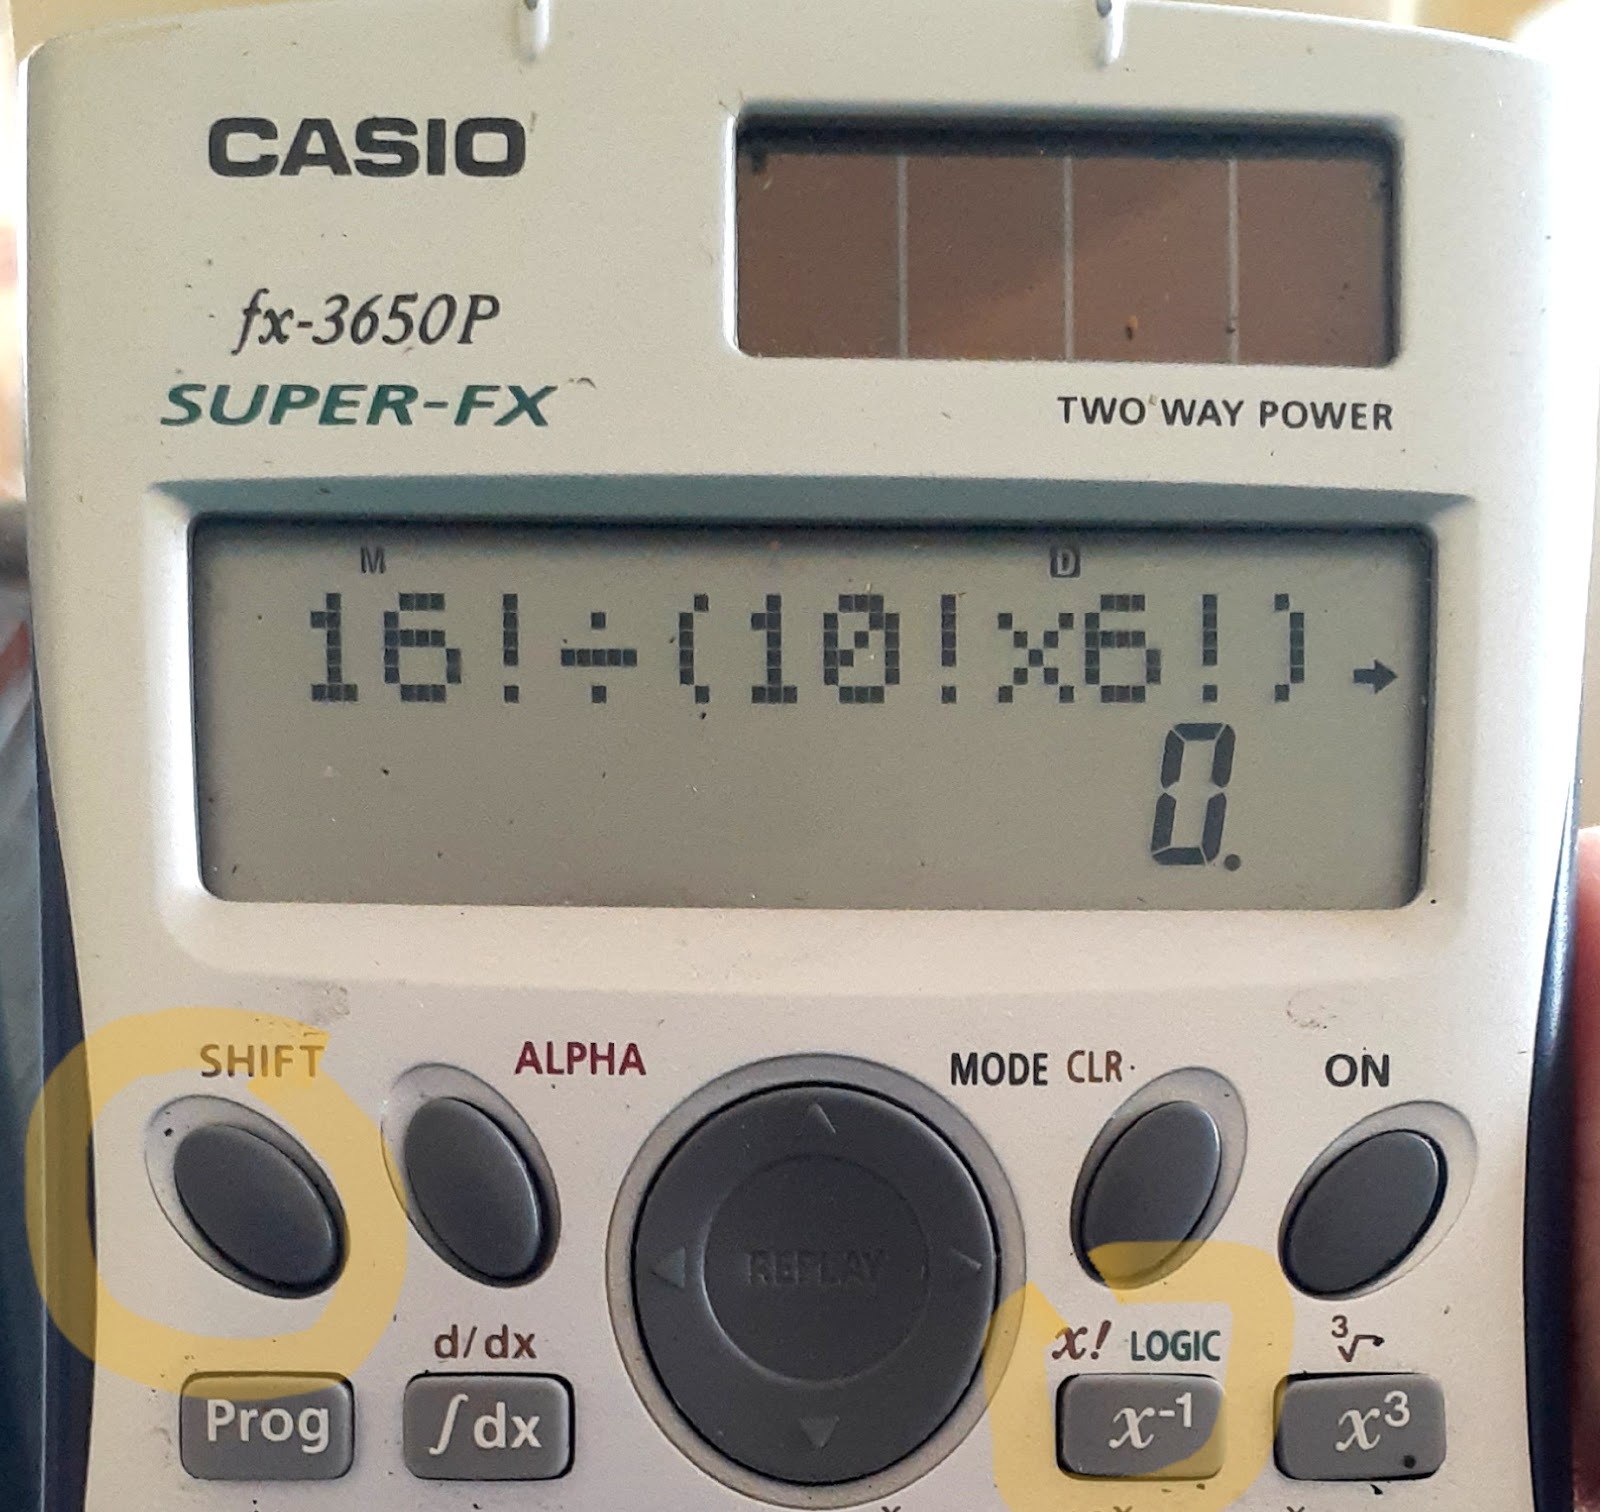 CASIO
fx-3650P
SUPER-FX
TWO WAY POWER
M D
16!÷(10!x6!)→
0.
SHIFT ALPHA MODE CLR ON
REPLAY
d/dx x! LOGIC ³√
Prog ∫dx x⁻¹ x³